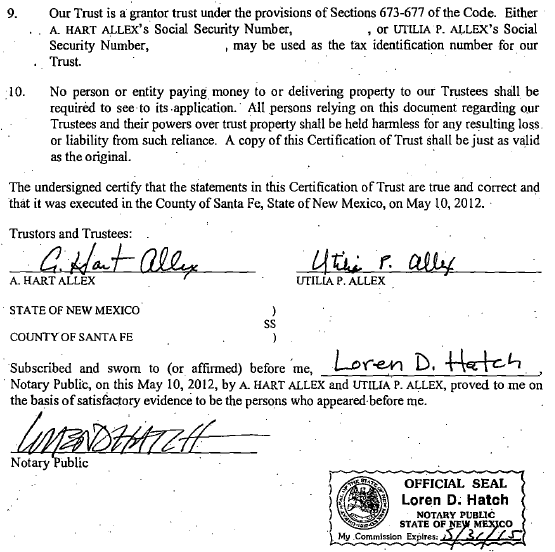 9. Our Trust is a grantor trust under the provisions of Sections 673-677 of the Code. Either
A. HART ALLEX's Social Security Number, , or UTILIA P. ALLEX's Social
Security Number, , may be used as the tax identification number for our
Trust.
10. No person or entity paying money to or delivering property to our Trustees shall be
required to see to its application. All persons relying on this document regarding our
Trustees and their powers over trust property shall be held harmless for any resulting loss
or liability from such reliance. A copy of this Certification of Trust shall be just as valid
as the original.
The undersigned certify that the statements in this Certification of Trust are true and correct and
that it was executed in the County of Santa Fe, State of New Mexico, on May 10, 2012.
Trustors and Trustees:
A. Hart Allex Utilia P. Allex
A. HART ALLEX UTILIA P. ALLEX
STATE OF NEW MEXICO )
SS
COUNTY OF SANTA FE )
Subscribed and sworn to (or affirmed) before me, Loren D. Hatch,
Notary Public, on this May 10, 2012, by A. HART ALLEX and UTILIA P. ALLEX, proved to me on
the basis of satisfactory evidence to be the persons who appeared before me.
LORENDHATCH
Notary Public
OFFICIAL SEAL
Loren D. Hatch
NOTARY PUBLIC
STATE OF NEW MEXICO
My Commission Expires: